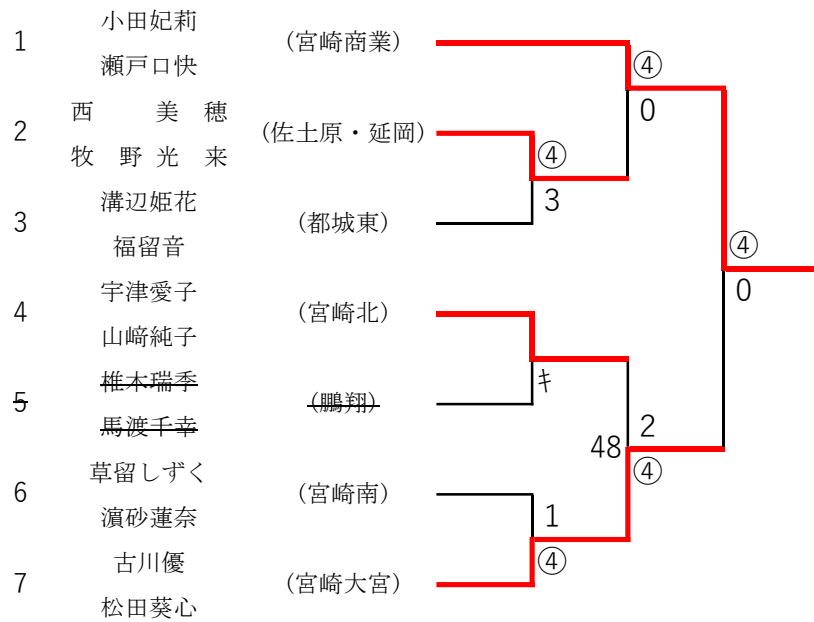 小田妃莉
1
(宮崎商業)
瀬戸口快
④
0
西 美 穂
2
(佐土原・延岡)
牧 野 光 来
④
3
溝辺姫花
3
(都城東)
福留音
④
0
宇津愛子
4
(宮崎北)
山﨑純子
椎木瑞季
5
(鵬翔)
キ
馬渡千幸
2
48
④
草留しずく
6
(宮崎南)
濵砂蓮奈
1
④
古川優
7
(宮崎大宮)
松田葵心